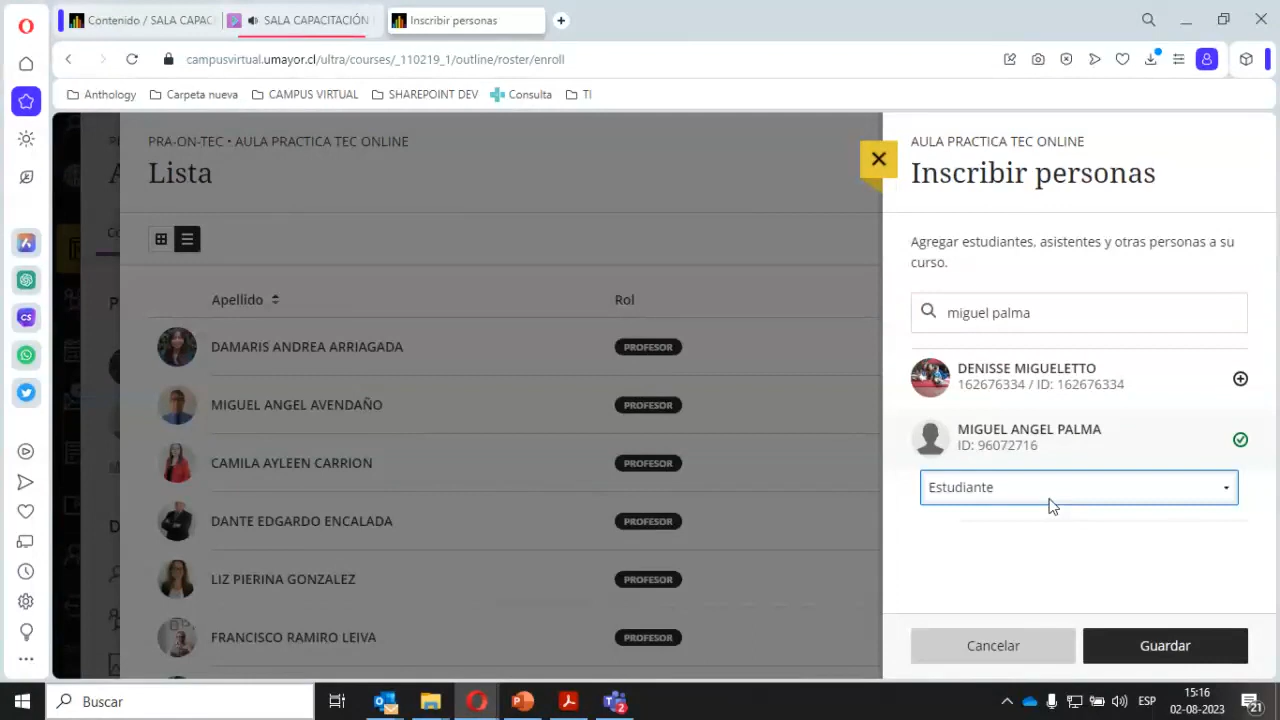 Contenido / SALA CAPAC
SALA CAPACITACIÓN
Inscribir personas
campusvirtual.umayor.cl/ultra/courses/_110219_1/outline/roster/enroll
Anthology
Carpeta nueva
CAMPUS VIRTUAL
SHAREPOINT DEV
Consulta
TI
PRA-ON-TEC • AULA PRACTICA TEC ONLINE
Lista
Apellido
Rol
DAMARIS ANDREA ARRIAGADA
PROFESOR
MIGUEL ANGEL AVENDAÑO
PROFESOR
CAMILA AYLEEN CARRION
PROFESOR
DANTE EDGARDO ENCALADA
PROFESOR
LIZ PIERINA GONZALEZ
PROFESOR
FRANCISCO RAMIRO LEIVA
PROFESOR
AULA PRACTICA TEC ONLINE
Inscribir personas
Agregar estudiantes, asistentes y otras personas a su
curso.
miguel palma
DENISSE MIGUELETTO
162676334 / ID: 162676334
MIGUEL ANGEL PALMA
ID: 96072716
Estudiante
Cancelar
Guardar
CS
Buscar
2
ESP
15:16
02-08-2023
21